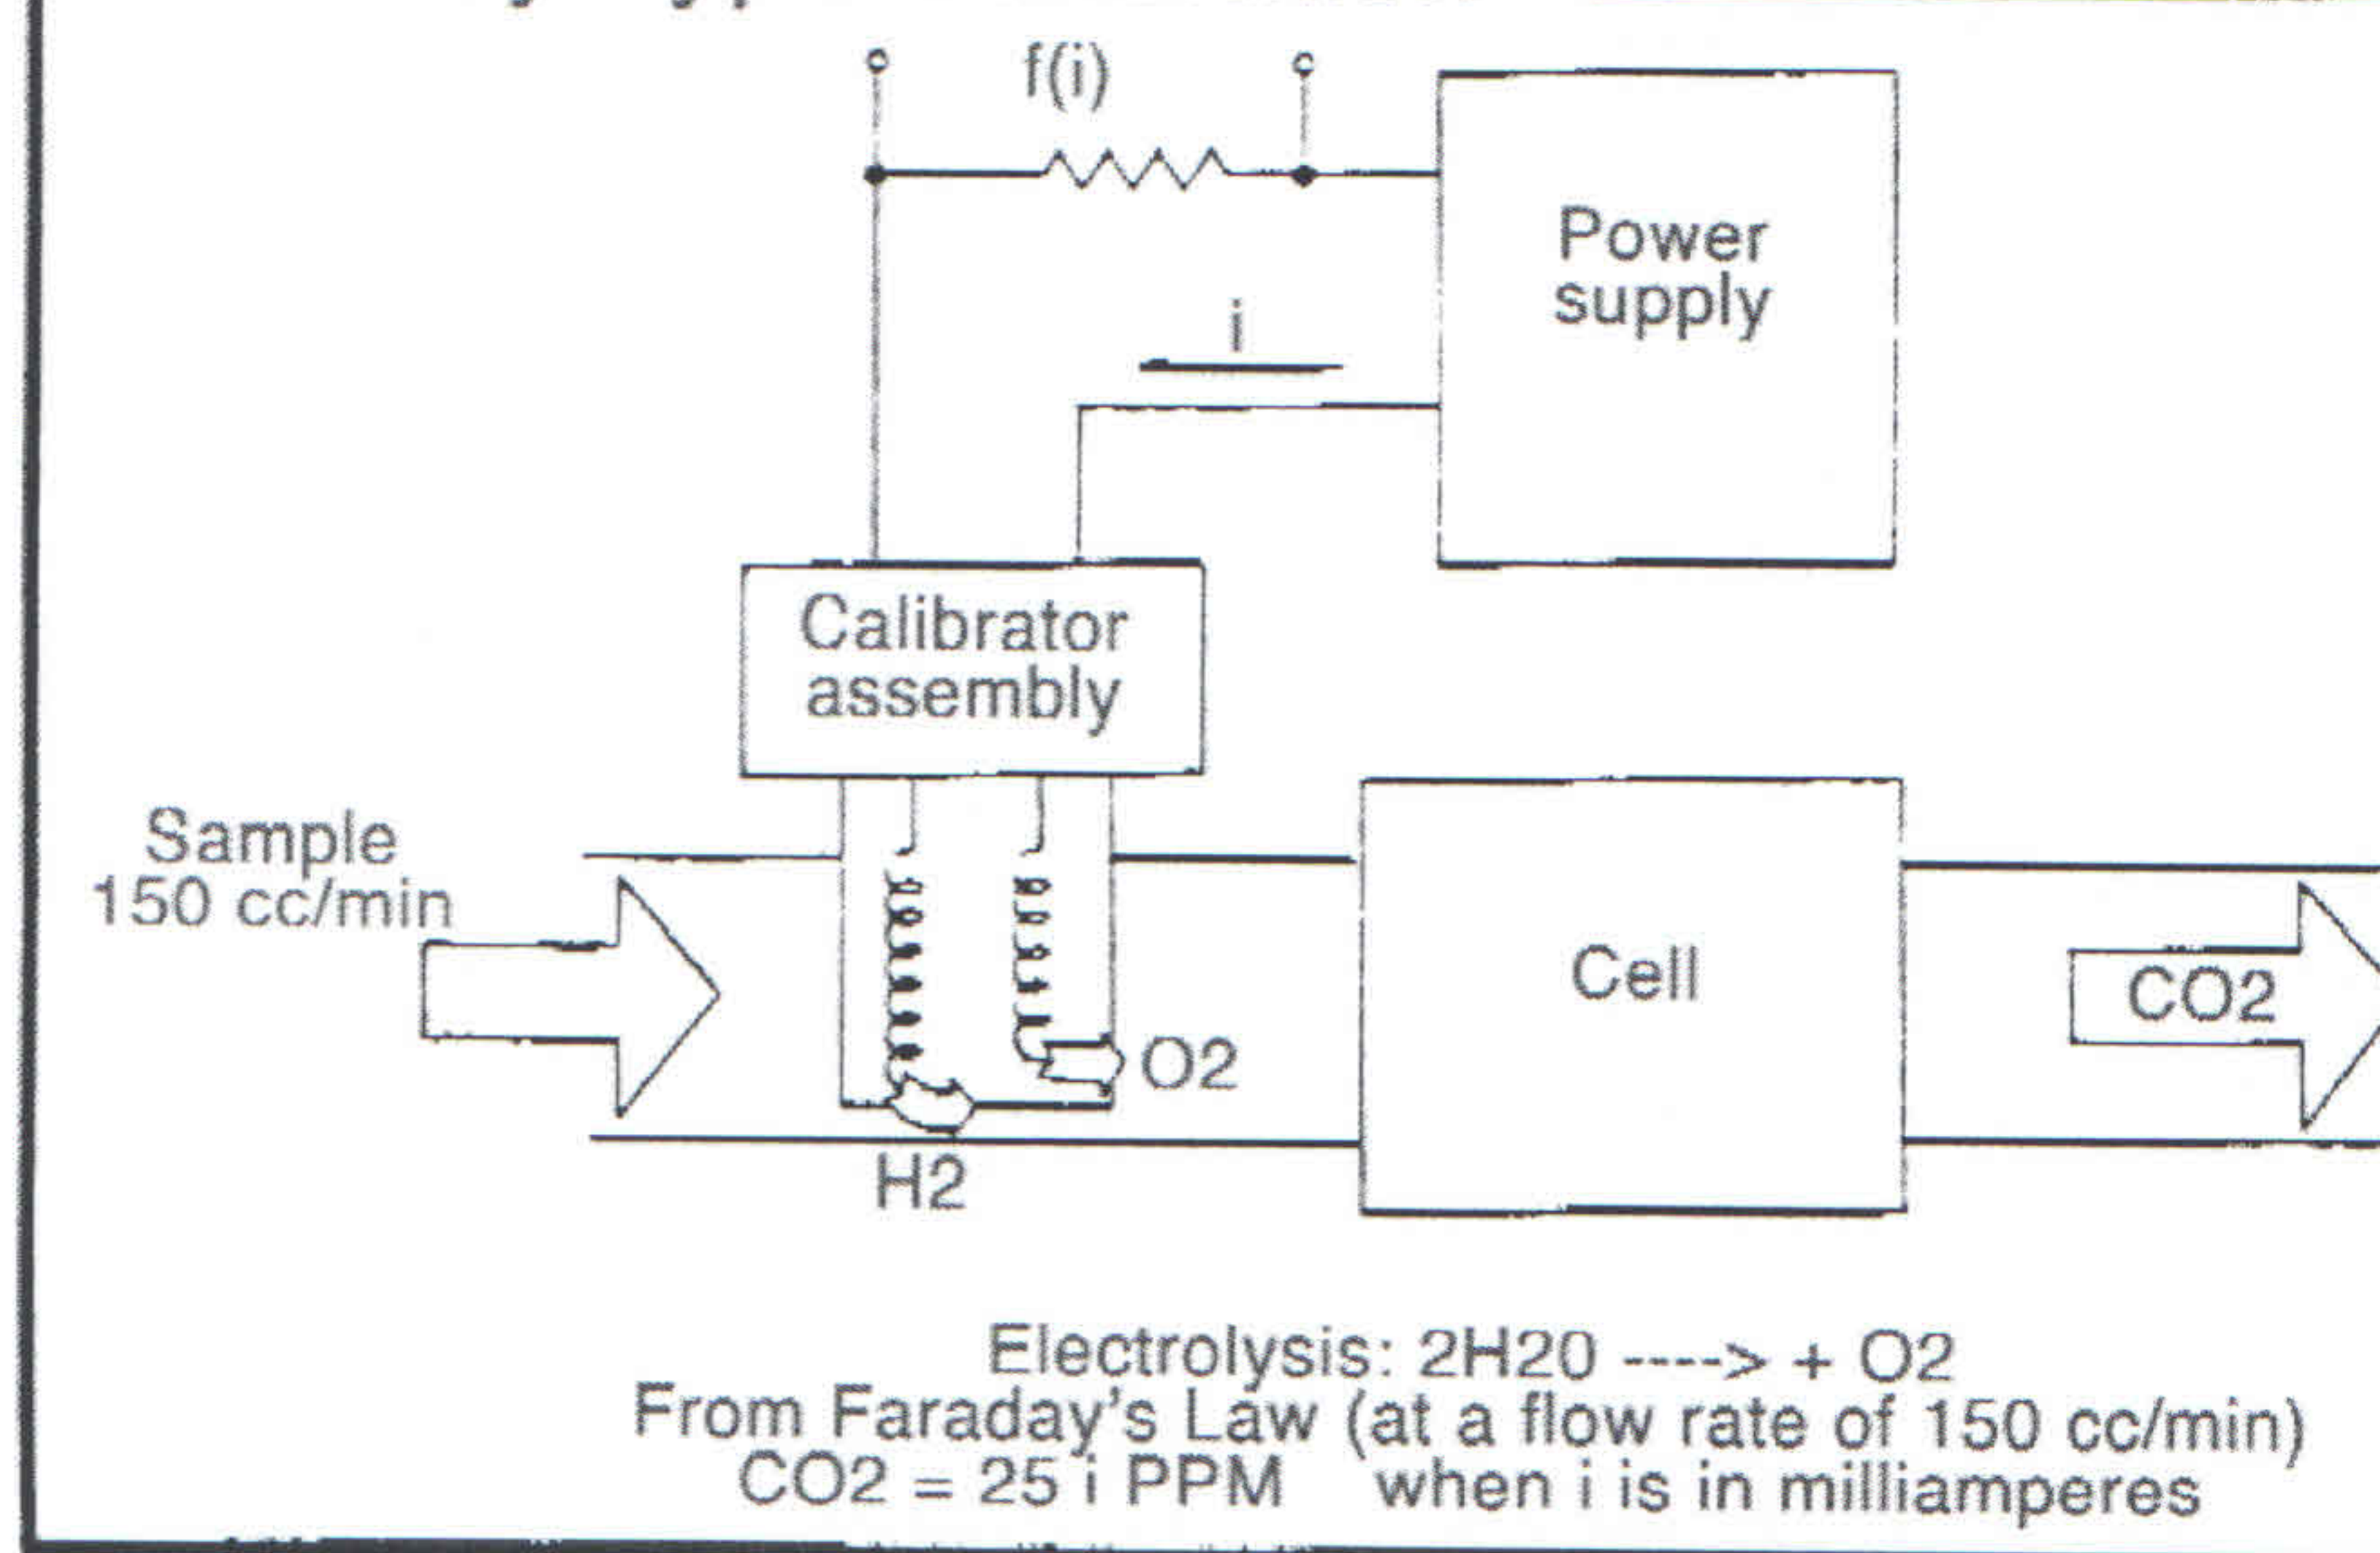 f(i)
Power
supply
i
Calibrator
assembly
Sample
150 cc/min
Cell
CO2
O2
H2
Electrolysis: 2H20 ----> + O2
From Faraday's Law (at a flow rate of 150 cc/min)
CO2 = 25 i PPM when i is in milliamperes